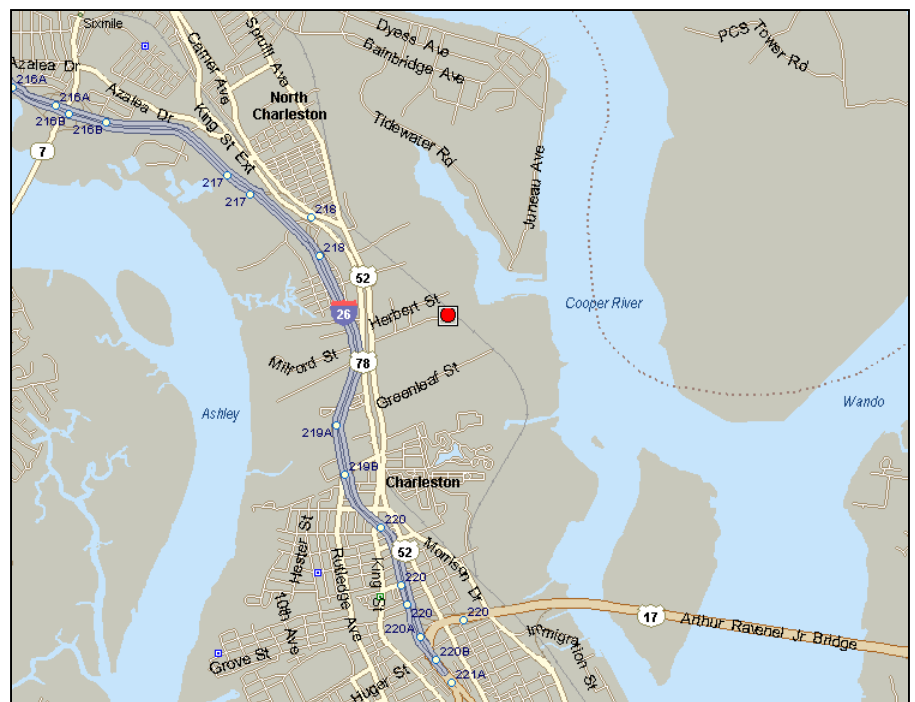 Sixmile
Dyess Ave
Spruill Ave
PCS Tower Rd
Bainbridge Ave
Azalea Dr
Carner Ave
216A
216A
Azalea Dr
North
Charleston
216B
216B
King St Ext
Tidewater Rd
7
217
217
Juneau Ave
218
218
52
Herbert St
Cooper River
26
Milford St
78
Greenleaf St
Ashley
Wando
219A
219B
Charleston
Hester St
220
52
Morrison Dr
Rutledge Ave
King St
220
10th Ave
220
220
17
Arthur Ravenel Jr Bridge
220A
Immigration St
Grove St
220B
Huger St
221A